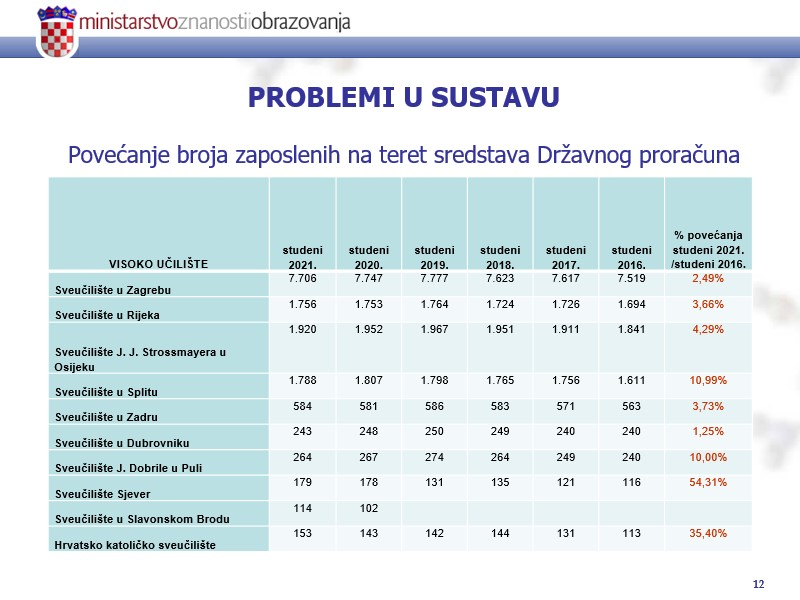 ministarstvoznanostiiobrazovanja
PROBLEMI U SUSTAVU
Povećanje broja zaposlenih na teret sredstava Državnog proračuna
VISOKO UČILIŠTE studeni 2021. studeni 2020. studeni 2019. studeni 2018. studeni 2017. studeni 2016. % povećanja studeni 2021. /studeni 2016.
Sveučilište u Zagrebu 7.706 7.747 7.777 7.623 7.617 7.519 2,49%
Sveučilište u Rijeka 1.756 1.753 1.764 1.724 1.726 1.694 3,66%
Sveučilište J. J. Strossmayera u Osijeku 1.920 1.952 1.967 1.951 1.911 1.841 4,29%
Sveučilište u Splitu 1.788 1.807 1.798 1.765 1.756 1.611 10,99%
Sveučilište u Zadru 584 581 586 583 571 563 3,73%
Sveučilište u Dubrovniku 243 248 250 249 240 240 1,25%
Sveučilište J. Dobrile u Puli 264 267 274 264 249 240 10,00%
Sveučilište Sjever 179 178 131 135 121 116 54,31%
Sveučilište u Slavonskom Brodu 114 102
Hrvatsko katoličko sveučilište 153 143 142 144 131 113 35,40%
12